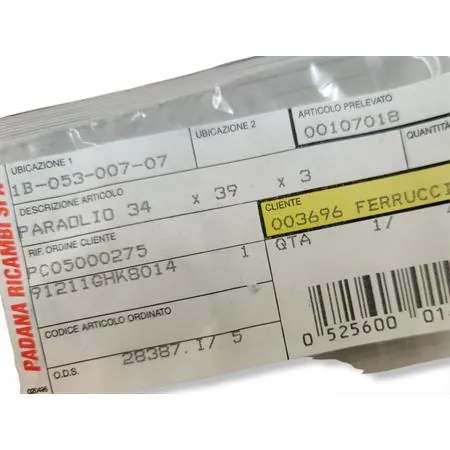 PADANA RICAMBI SPA
UBICAZIONE 1
1B-053-007-07
UBICAZIONE 2
ARTICOLO PRELEVATO
00107018
DESCRIZIONE ARTICOLO
PARAOLIO 34 x 39 x 3
QUANTITÀ
RIF. ORDINE CLIENTE
PC05000275 1
91211GHK8014
CLIENTE
003696 FERRUCCI
QTA 1/
CODICE ARTICOLO ORDINATO
28387.1/ 5
O.D.S.
0 525600 01